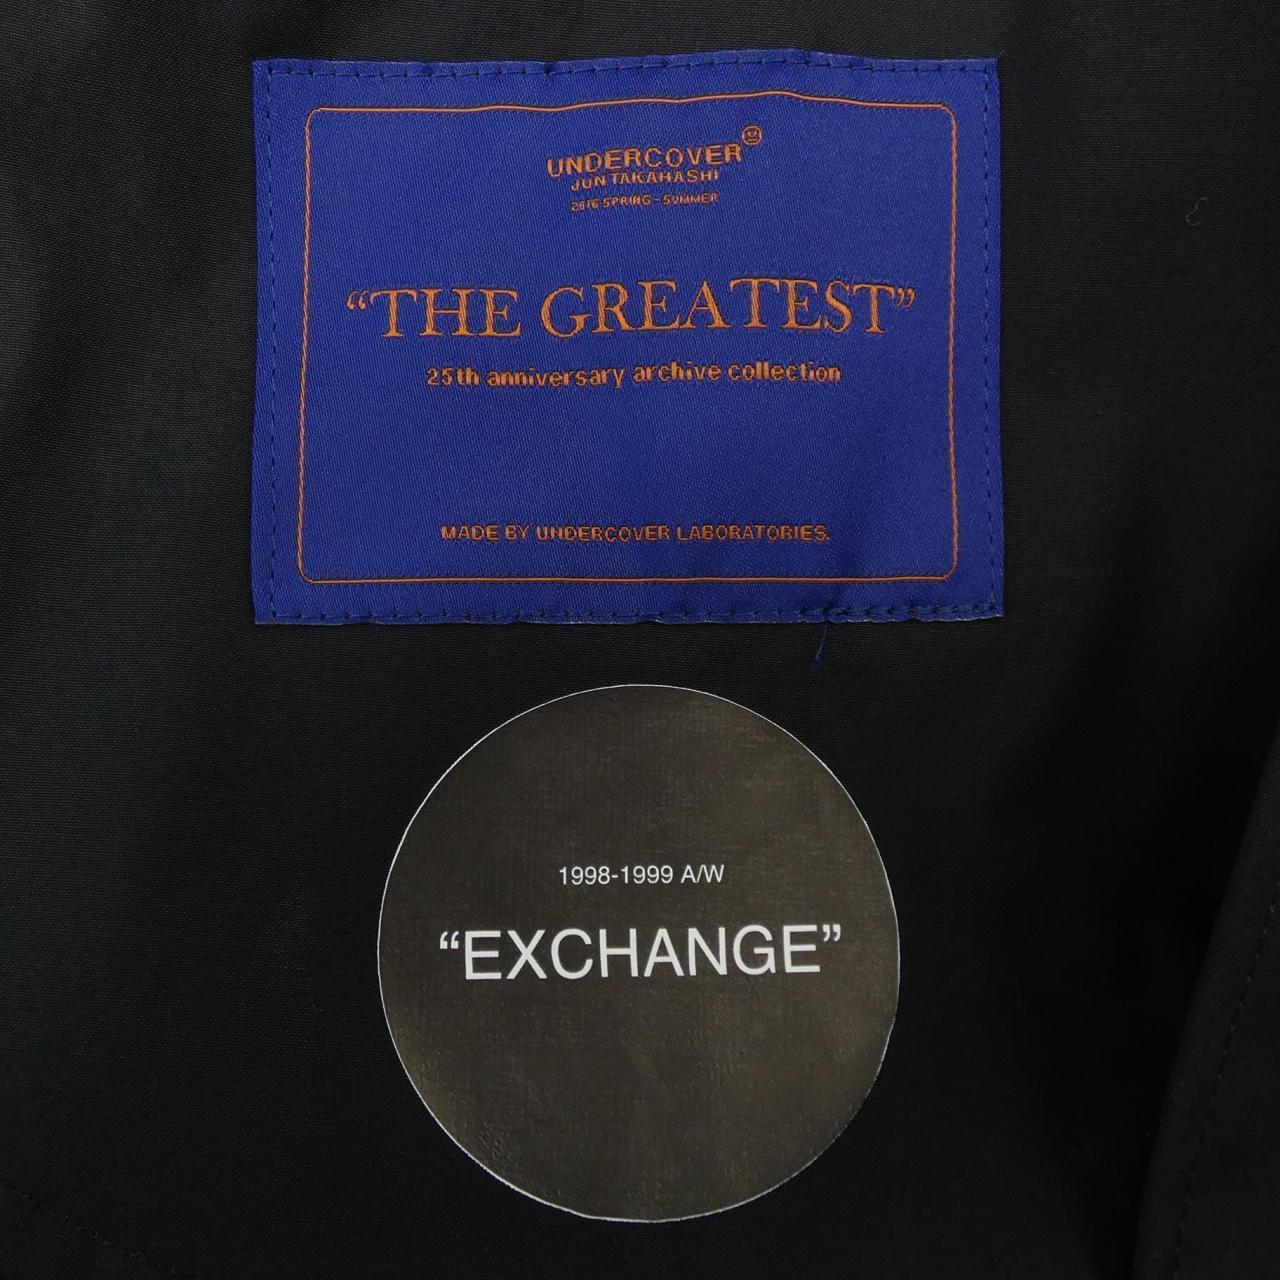 UNDERCOVER
JUN TAKAHASHI
2016 SPRING - SUMMER
“THE GREATEST”
25th anniversary archive collection
MADE BY UNDERCOVER LABORATORIES.
1998-1999 A/W
“EXCHANGE”